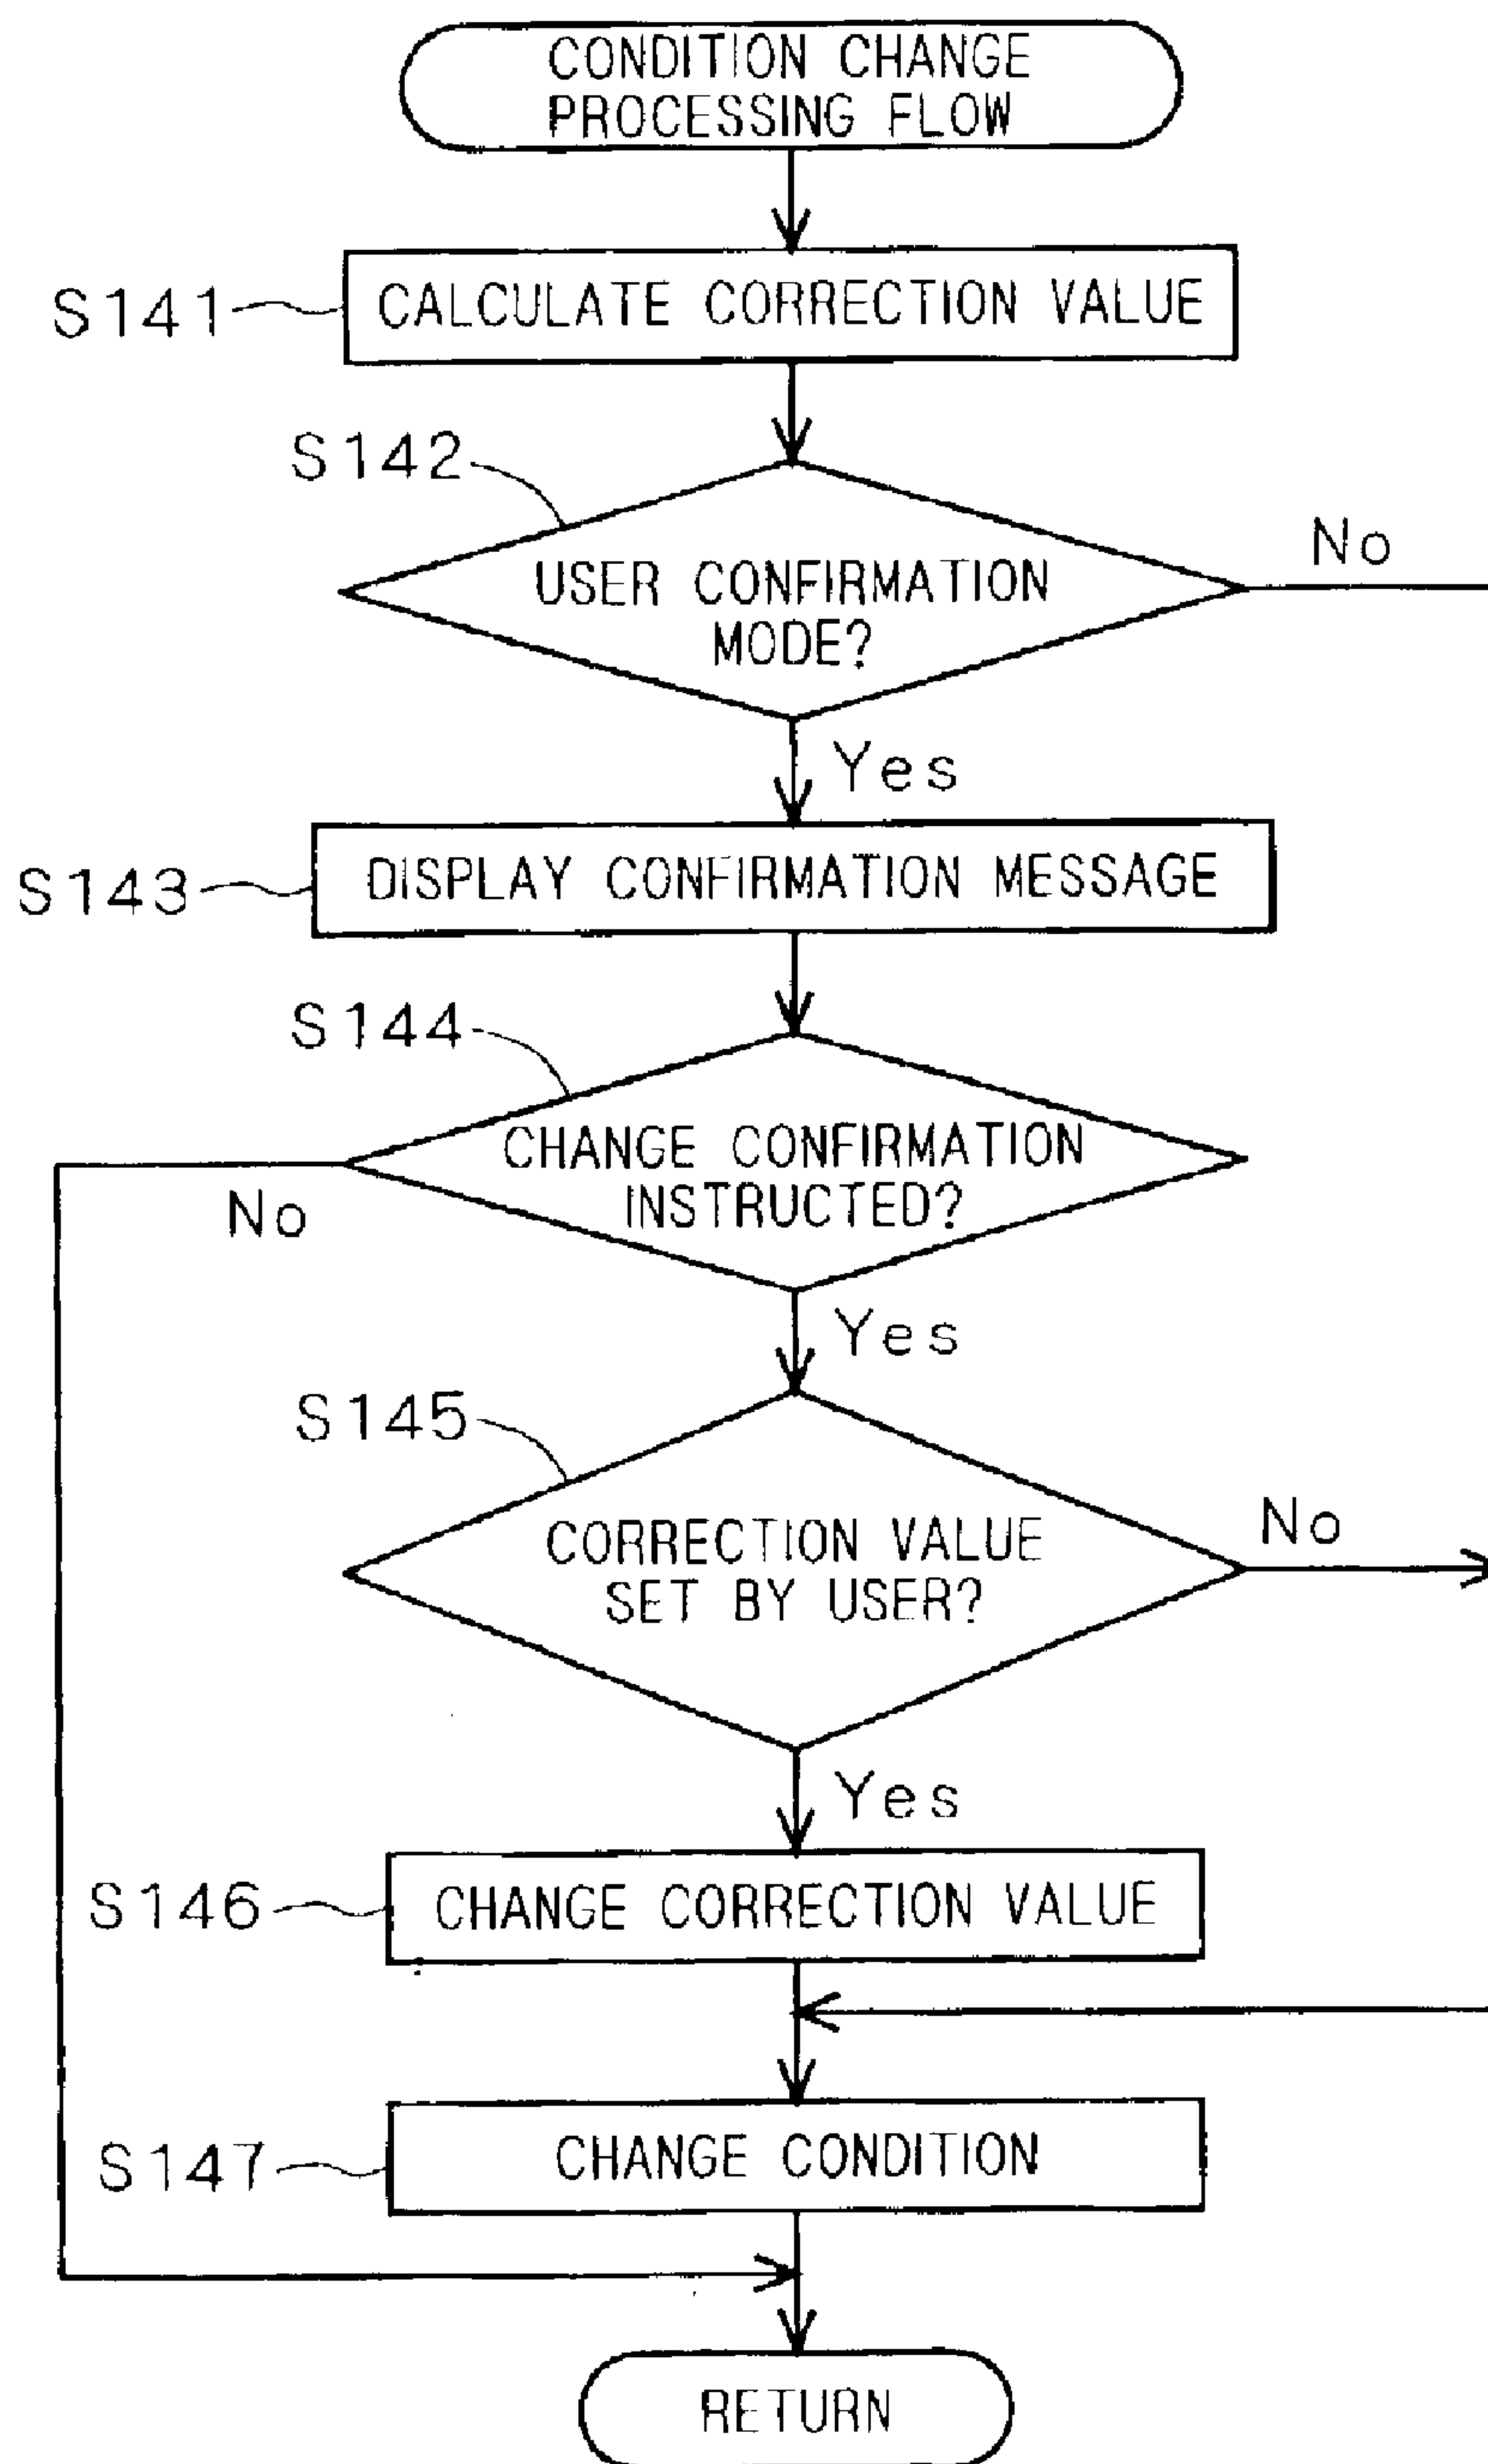 CONDITION CHANGE
PROCESSING FLOW
S141
CALCULATE CORRECTION VALUE
S142
USER CONFIRMATION
MODE?
No
Yes
S143
DISPLAY CONFIRMATION MESSAGE
S144
CHANGE CONFIRMATION
INSTRUCTED?
No
Yes
S145
CORRECTION VALUE
SET BY USER?
No
Yes
S146
CHANGE CORRECTION VALUE
S147
CHANGE CONDITION
RETURN